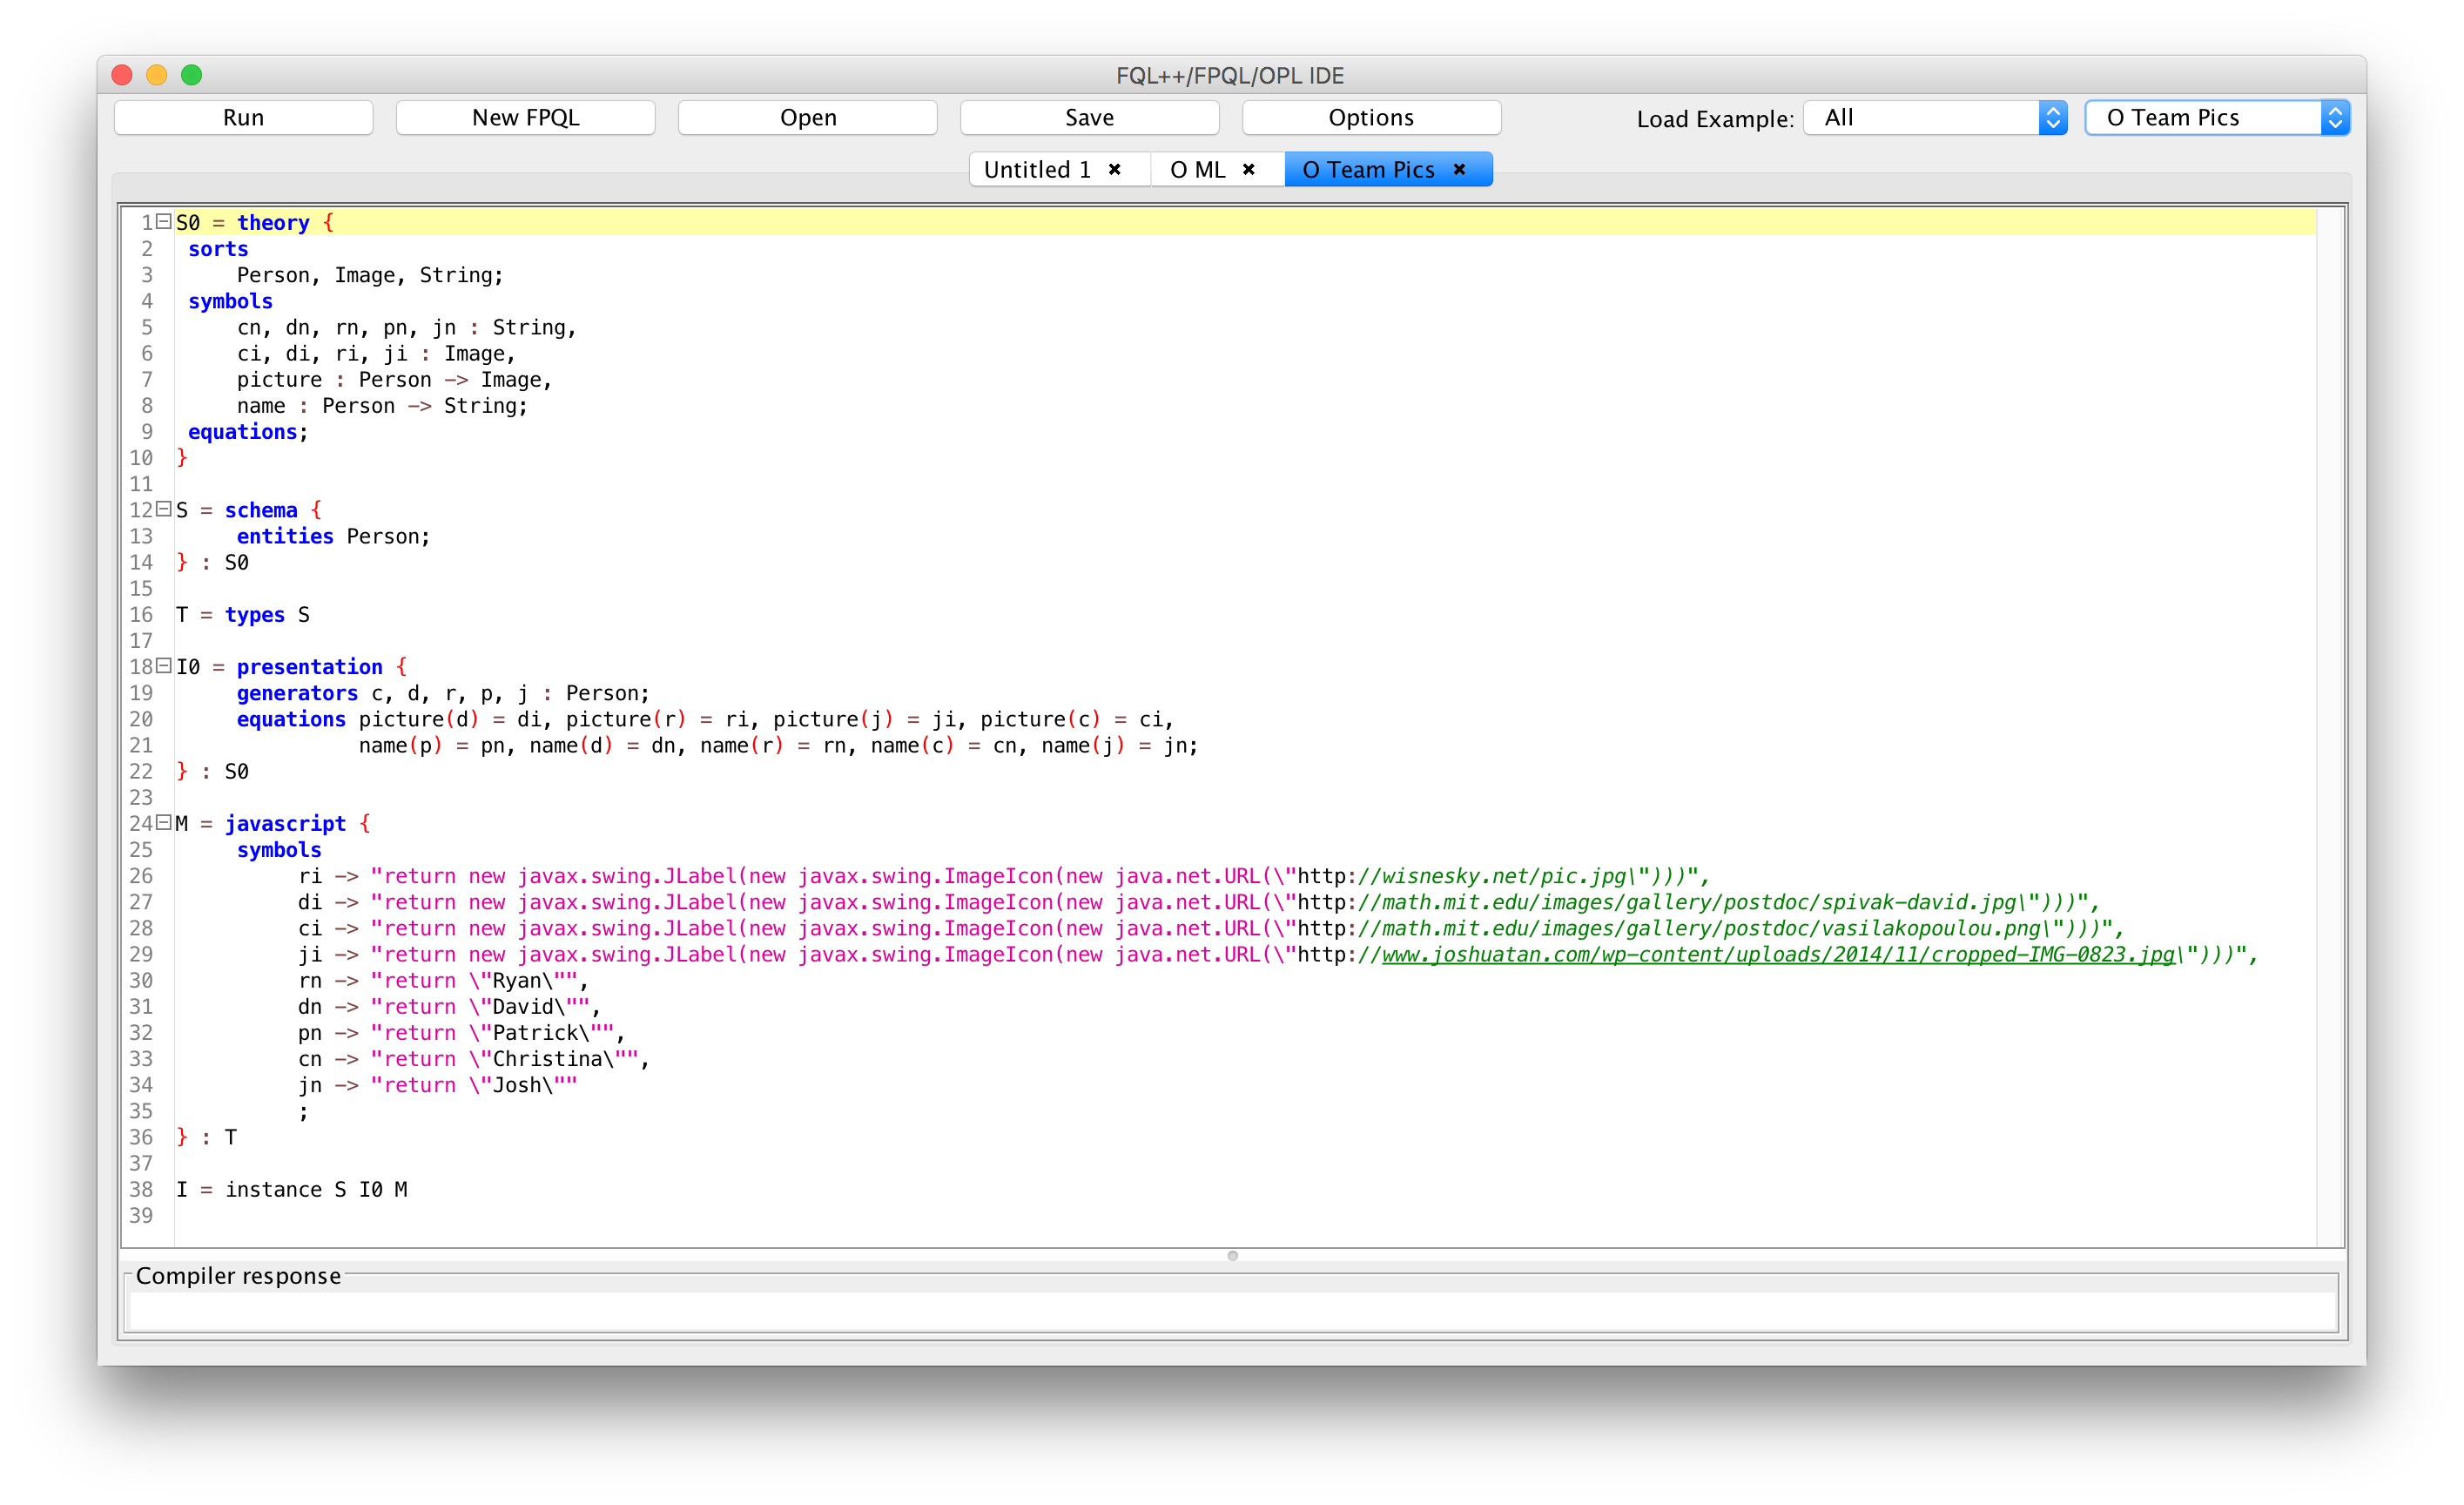 FQL++/FPQL/OPL IDE
Run New FPQL Open Save Options Load Example: All O Team Pics
Untitled 1 ✖ O ML ✖ O Team Pics ✖
1 S0 = theory {
2  sorts
3      Person, Image, String;
4  symbols
5      cn, dn, rn, pn, jn : String,
6      ci, di, ri, ji : Image,
7      picture : Person -> Image,
8      name : Person -> String;
9  equations;
10 }
11
12 S = schema {
13      entities Person;
14 } : S0
15
16 T = types S
17
18 I0 = presentation {
19      generators c, d, r, p, j : Person;
20      equations picture(d) = di, picture(r) = ri, picture(j) = ji, picture(c) = ci,
21                name(p) = pn, name(d) = dn, name(r) = rn, name(c) = cn, name(j) = jn;
22 } : S0
23
24 M = javascript {
25      symbols
26           ri -> "return new javax.swing.JLabel(new javax.swing.ImageIcon(new java.net.URL(\"http://wisnesky.net/pic.jpg\")))",
27           di -> "return new javax.swing.JLabel(new javax.swing.ImageIcon(new java.net.URL(\"http://math.mit.edu/images/gallery/postdoc/spivak-david.jpg\")))",
28           ci -> "return new javax.swing.JLabel(new javax.swing.ImageIcon(new java.net.URL(\"http://math.mit.edu/images/gallery/postdoc/vasilakopoulou.png\")))",
29           ji -> "return new javax.swing.JLabel(new javax.swing.ImageIcon(new java.net.URL(\"http://www.joshuatan.com/wp-content/uploads/2014/11/cropped-IMG-0823.jpg\")))",
30           rn -> "return \"Ryan\"",
31           dn -> "return \"David\"",
32           pn -> "return \"Patrick\"",
33           cn -> "return \"Christina\"",
34           jn -> "return \"Josh\""
35           ;
36 } : T
37
38 I = instance S I0 M
39
Compiler response